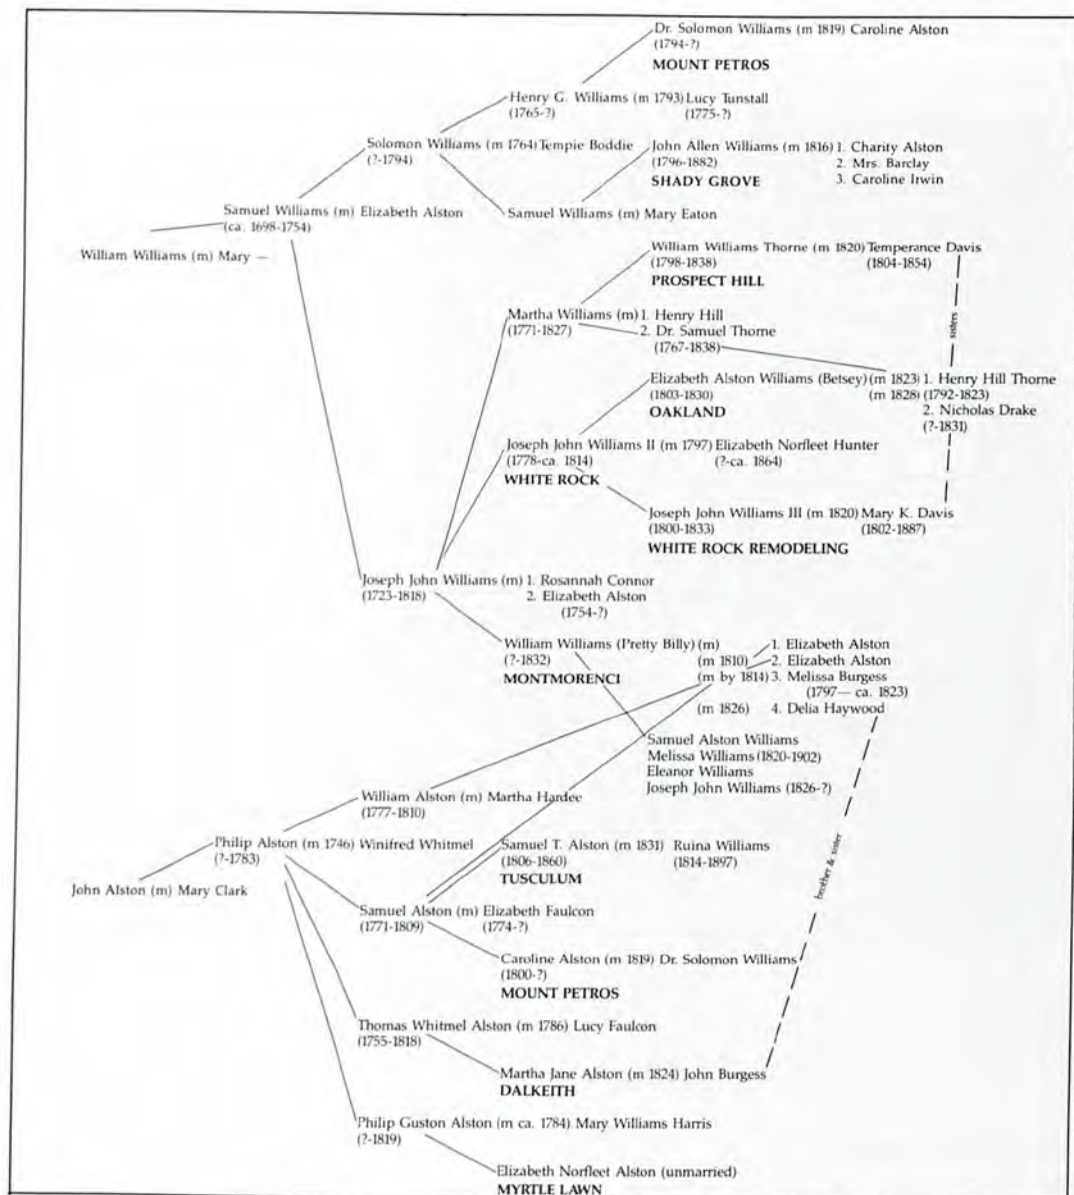 Dr. Solomon Williams (m 1819) Caroline Alston
(1794-?)
MOUNT PETROS
Henry G. Williams (m 1793) Lucy Tunstall
(1765-?) (1775-?)
Solomon Williams (m 1764) Tempie Boddie
(?-1794)
John Allen Williams (m 1816) 1. Charity Alston
(1796-1882) 2. Mrs. Barclay
SHADY GROVE 3. Caroline Irwin
Samuel Williams (m) Elizabeth Alston
(ca. 1698-1754)
Samuel Williams (m) Mary Eaton
William Williams (m) Mary —
William Williams Thorne (m 1820) Temperance Davis
(1798-1838) (1804-1854)
PROSPECT HILL
Martha Williams (m) 1. Henry Hill
(1771-1827) 2. Dr. Samuel Thorne
(1767-1838)
sisters
Elizabeth Alston Williams (Betsey) (m 1823) 1. Henry Hill Thorne
(1803-1830) (m 1828) (1792-1823)
OAKLAND 2. Nicholas Drake
(?-1831)
Joseph John Williams II (m 1797) Elizabeth Norfleet Hunter
(1778-ca. 1814) (?-ca. 1864)
WHITE ROCK
Joseph John Williams III (m 1820) Mary K. Davis
(1800-1833) (1802-1887)
WHITE ROCK REMODELING
Joseph John Williams (m) 1. Rosannah Connor
(1723-1818) 2. Elizabeth Alston
(1754-?)
William Williams (Pretty Billy) (m) 1. Elizabeth Alston
(?-1832) (m 1810) 2. Elizabeth Alston
MONTMORENCI (m by 1814) 3. Melissa Burgess
(1797— ca. 1823)
(m 1826) 4. Delia Haywood
Samuel Alston Williams
Melissa Williams (1820-1902)
Eleanor Williams
Joseph John Williams (1826-?)
William Alston (m) Martha Hardee
(1777-1810)
Philip Alston (m 1746) Winifred Whitmel
(?-1783)
Samuel T. Alston (m 1831) Ruina Williams
(1806-1860) (1814-1897)
TUSCULUM
brother & sister
John Alston (m) Mary Clark
Samuel Alston (m) Elizabeth Faulcon
(1771-1809) (1774-?)
Caroline Alston (m 1819) Dr. Solomon Williams
(1800-?)
MOUNT PETROS
Thomas Whitmel Alston (m 1786) Lucy Faulcon
(1755-1818)
Martha Jane Alston (m 1824) John Burgess
DALKEITH
Philip Guston Alston (m ca. 1784) Mary Williams Harris
(?-1819)
Elizabeth Norfleet Alston (unmarried)
MYRTLE LAWN